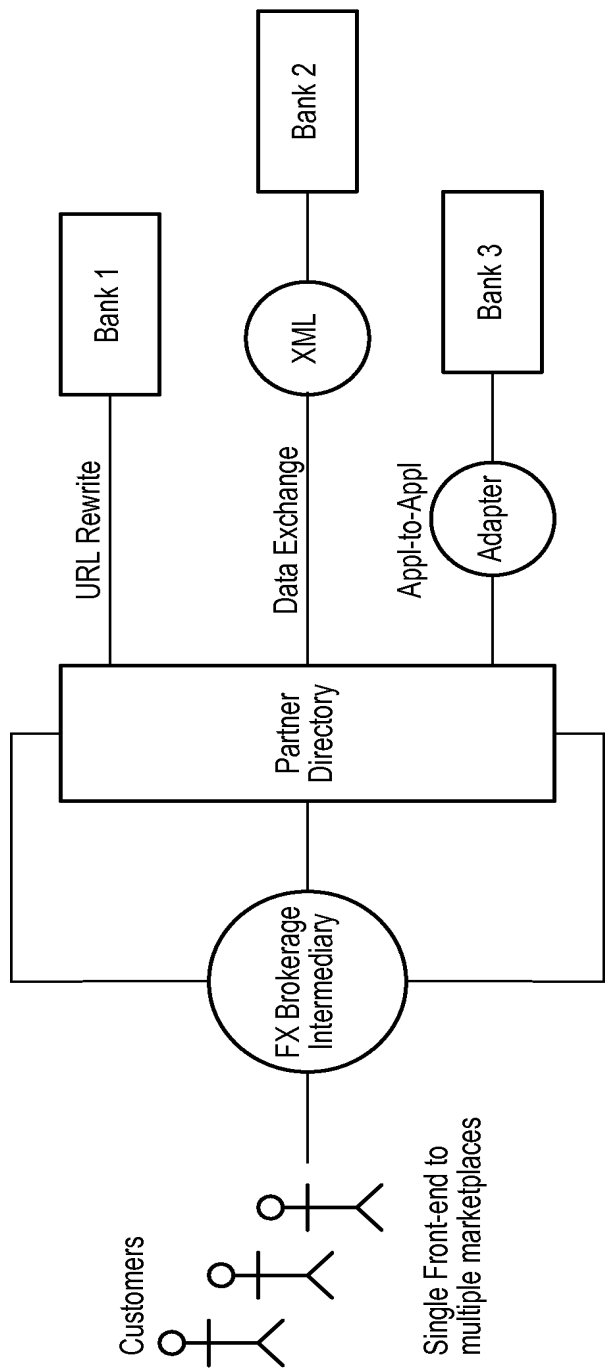 Customers
Single Front-end to
multiple marketplaces
FX Brokerage
Intermediary
Partner
Directory
URL Rewrite
Bank 1
Data Exchange
XML
Bank 2
Appl-to-Appl
Adapter
Bank 3